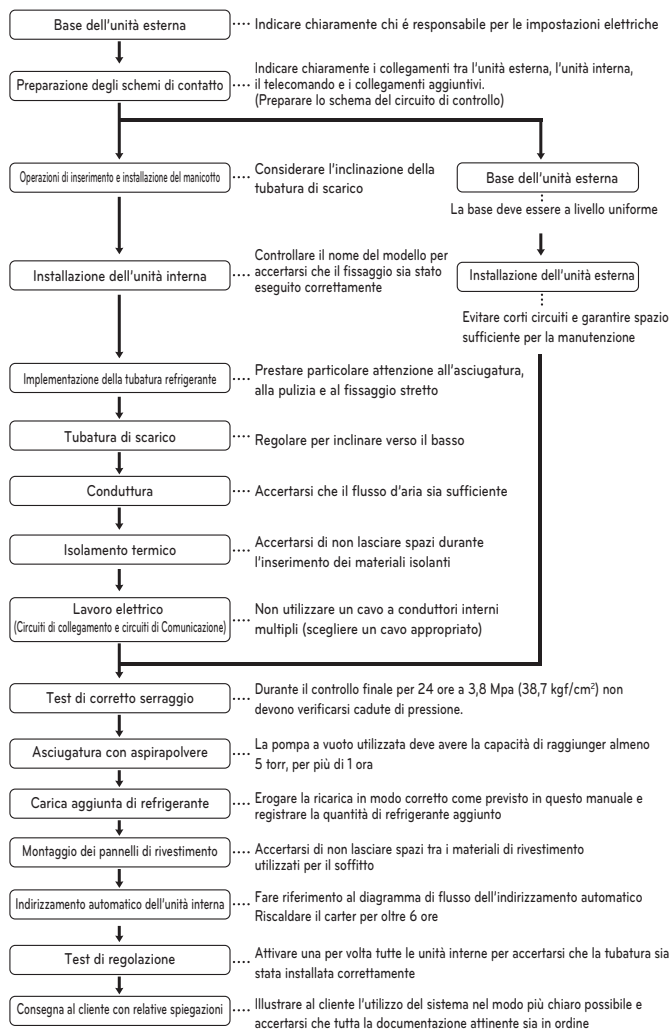 Base dell'unità esterna
Indicare chiaramente chi é responsabile per le impostazioni elettriche
Preparazione degli schemi di contatto
Indicare chiaramente i collegamenti tra l'unità esterna, l'unità interna,
il telecomando e i collegamenti aggiuntivi.
(Preparare lo schema del circuito di controllo)
Operazioni di inserimento e installazione del manicotto
Considerare l'inclinazione della
tubatura di scarico
Base dell'unità esterna
La base deve essere a livello uniforme
Installazione dell'unità interna
Controllare il nome del modello per
accertarsi che il fissaggio sia stato
eseguito correttamente
Installazione dell'unità esterna
Evitare corti circuiti e garantire spazio
sufficiente per la manutenzione
Implementazione della tubatura refrigerante
Prestare particolare attenzione all'asciugatura,
alla pulizia e al fissaggio stretto
Tubatura di scarico
Regolare per inclinare verso il basso
Conduttura
Accertarsi che il flusso d'aria sia sufficiente
Isolamento termico
Accertarsi di non lasciare spazi durante
l'inserimento dei materiali isolanti
Lavoro elettrico
(Circuiti di collegamento e circuiti di Comunicazione)
Non utilizzare un cavo a conduttori interni
multipli (scegliere un cavo appropriato)
Test di corretto serraggio
Durante il controllo finale per 24 ore a 3,8 Mpa (38,7 kgf/cm²) non
devono verificarsi cadute di pressione.
Asciugatura con aspirapolvere
La pompa a vuoto utilizzata deve avere la capacità di raggiunger almeno
5 torr, per più di 1 ora
Carica aggiunta di refrigerante
Erogare la ricarica in modo corretto come previsto in questo manuale e
registrare la quantità di refrigerante aggiunto
Montaggio dei pannelli di rivestimento
Accertarsi di non lasciare spazi tra i materiali di rivestimento
utilizzati per il soffitto
Indirizzamento automatico dell'unità interna
Fare riferimento al diagramma di flusso dell'indirizzamento automatico
Riscaldare il carter per oltre 6 ore
Test di regolazione
Attivare una per volta tutte le unità interne per accertarsi che la tubatura sia
stata installata correttamente
Consegna al cliente con relative spiegazioni
Illustrare al cliente l'utilizzo del sistema nel modo più chiaro possibile e
accertarsi che tutta la documentazione attinente sia in ordine